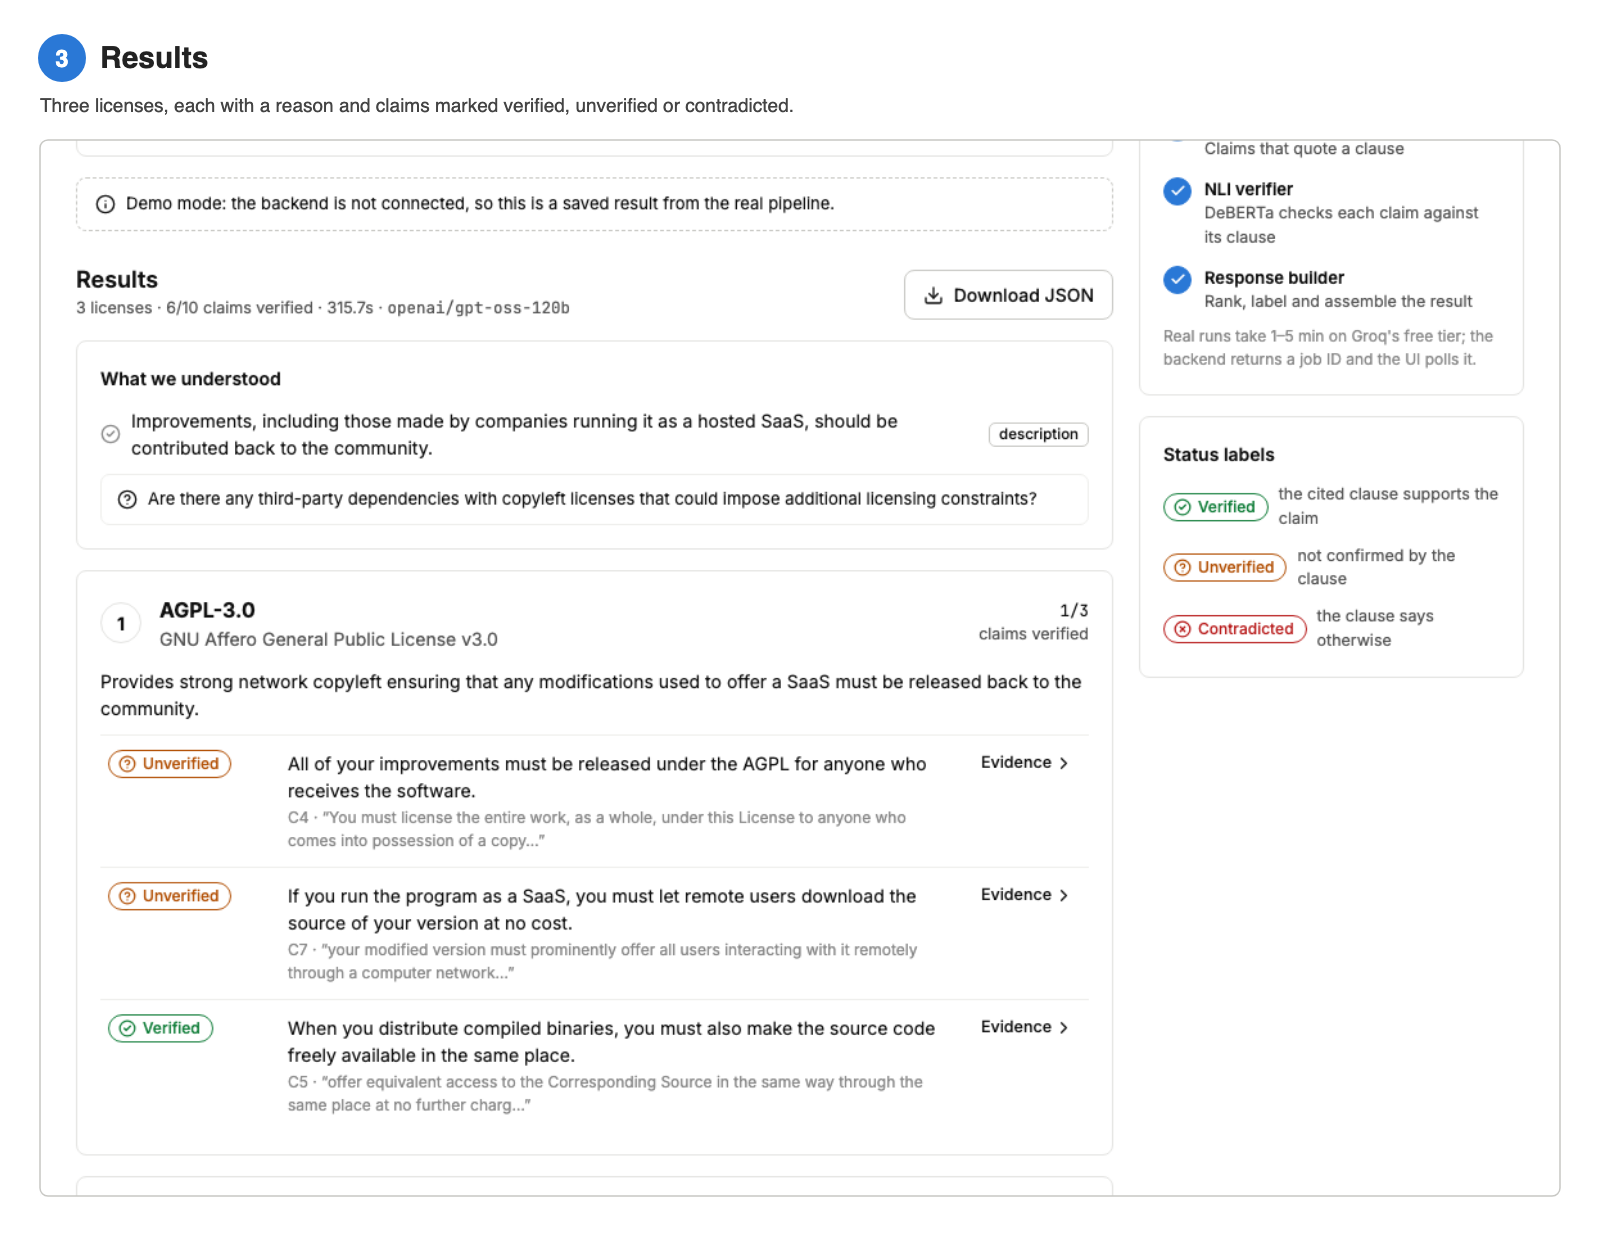 3 Results
Three licenses, each with a reason and claims marked verified, unverified or contradicted.
Demo mode: the backend is not connected, so this is a saved result from the real pipeline.
Results
3 licenses · 6/10 claims verified · 315.7s · openai/gpt-oss-120b
Download JSON
What we understood
Improvements, including those made by companies running it as a hosted SaaS, should be
contributed back to the community.
description
Are there any third-party dependencies with copyleft licenses that could impose additional licensing constraints?
1
AGPL-3.0
GNU Affero General Public License v3.0
1/3
claims verified
Provides strong network copyleft ensuring that any modifications used to offer a SaaS must be released back to the
community.
Unverified
All of your improvements must be released under the AGPL for anyone who
receives the software.
C4 · "You must license the entire work, as a whole, under this License to anyone who
comes into possession of a copy..."
Evidence
Unverified
If you run the program as a SaaS, you must let remote users download the
source of your version at no cost.
C7 · "your modified version must prominently offer all users interacting with it remotely
through a computer network..."
Evidence
Verified
When you distribute compiled binaries, you must also make the source code
freely available in the same place.
C5 · "offer equivalent access to the Corresponding Source in the same way through the
same place at no further charg..."
Evidence
Claims that quote a clause
NLI verifier
DeBERTa checks each claim against
its clause
Response builder
Rank, label and assemble the result
Real runs take 1–5 min on Groq's free tier; the
backend returns a job ID and the UI polls it.
Status labels
Verified
the cited clause supports the
claim
Unverified
not confirmed by the
clause
Contradicted
the clause says
otherwise